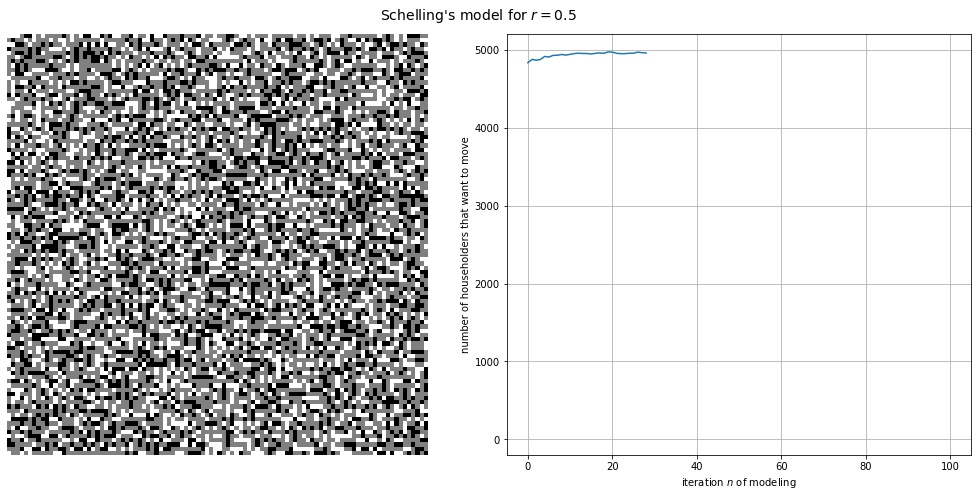 Schelling's model for r = 0.5
number of householders that want to move
5000
4000
3000
2000
1000
0
0 20 40 60 80 100
iteration n of modeling